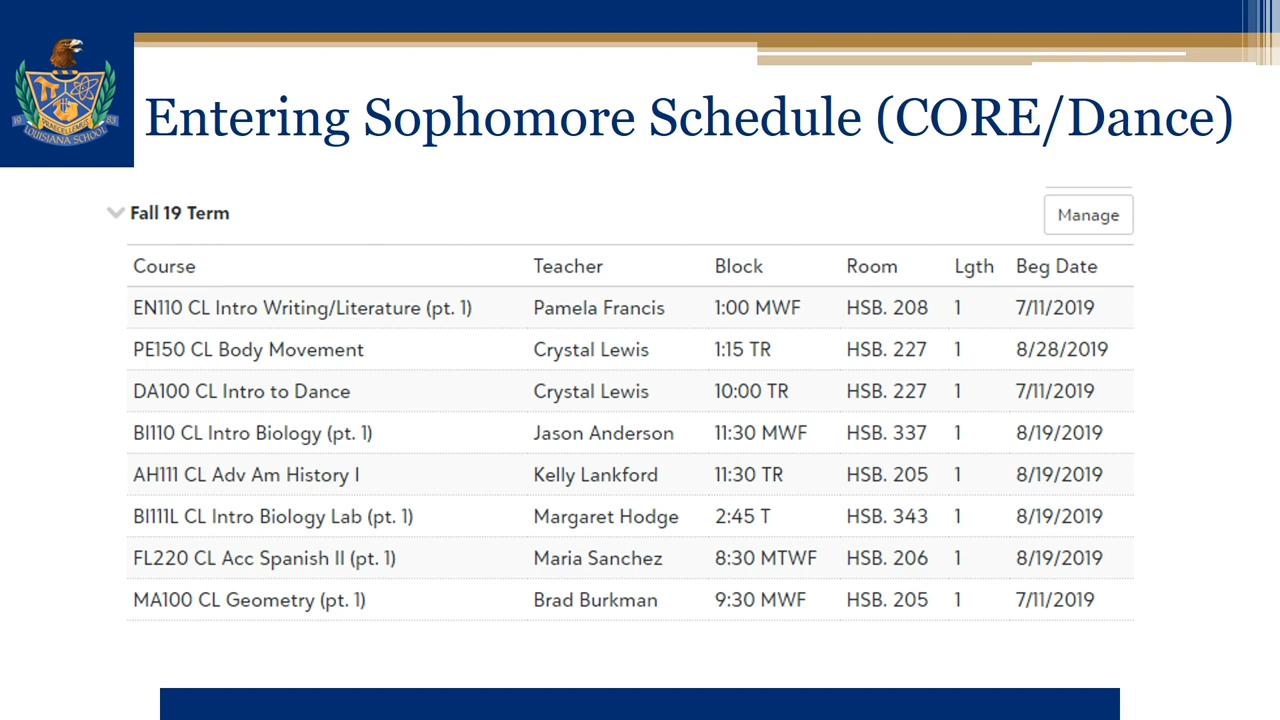 Entering Sophomore Schedule (CORE/Dance)
19 83
LOUISIANA SCHOOL
Fall 19 Term
Manage
Course Teacher Block Room Lgth Beg Date
EN110 CL Intro Writing/Literature (pt. 1) Pamela Francis 1:00 MWF HSB. 208 1 7/11/2019
PE150 CL Body Movement Crystal Lewis 1:15 TR HSB. 227 1 8/28/2019
DA100 CL Intro to Dance Crystal Lewis 10:00 TR HSB. 227 1 7/11/2019
BI110 CL Intro Biology (pt. 1) Jason Anderson 11:30 MWF HSB. 337 1 8/19/2019
AH111 CL Adv Am History I Kelly Lankford 11:30 TR HSB. 205 1 8/19/2019
BI111L CL Intro Biology Lab (pt. 1) Margaret Hodge 2:45 T HSB. 343 1 8/19/2019
FL220 CL Acc Spanish II (pt. 1) Maria Sanchez 8:30 MTWF HSB. 206 1 8/19/2019
MA100 CL Geometry (pt. 1) Brad Burkman 9:30 MWF HSB. 205 1 7/11/2019